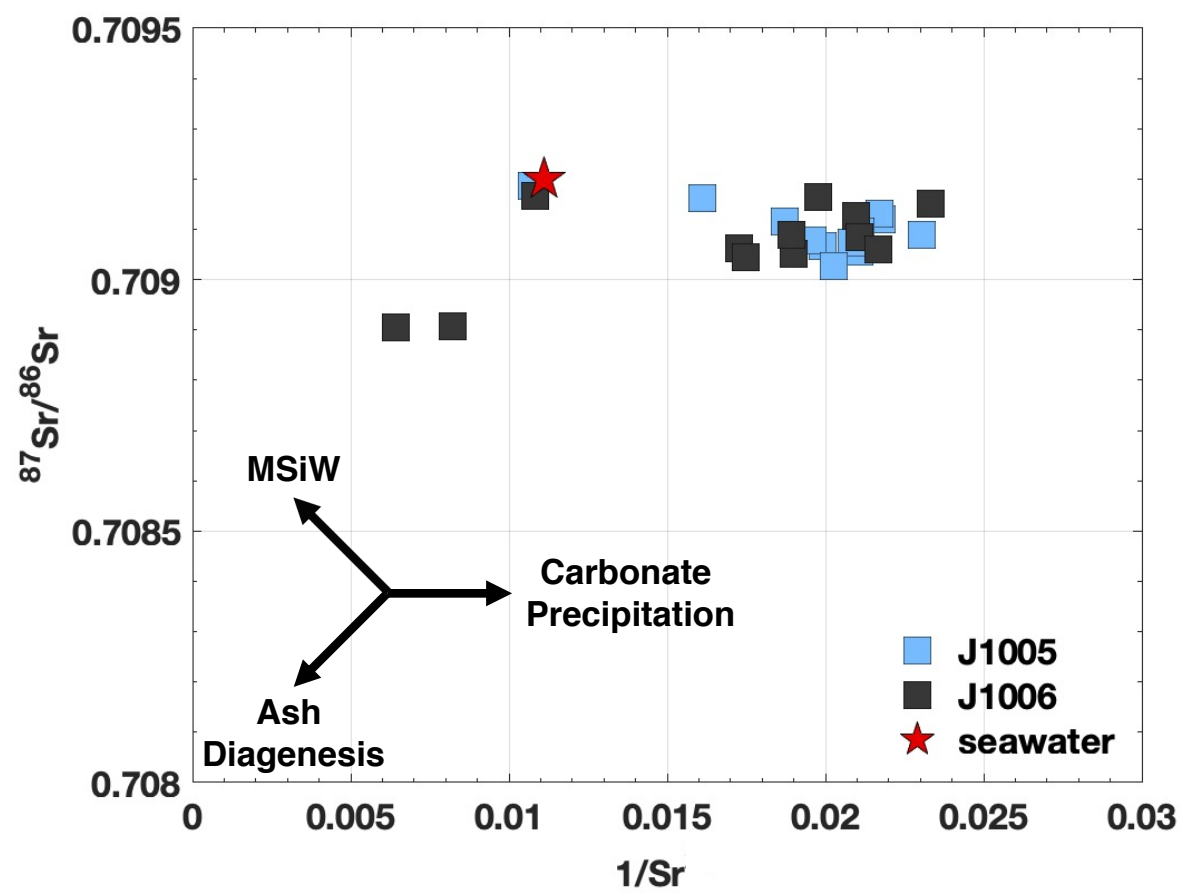 0.7095
0.709
0.7085
0.708
87Sr/86Sr
MSiW
Carbonate
Precipitation
Ash
Diagenesis
J1005
J1006
seawater
0 0.005 0.01 0.015 0.02 0.025 0.03
1/Sr